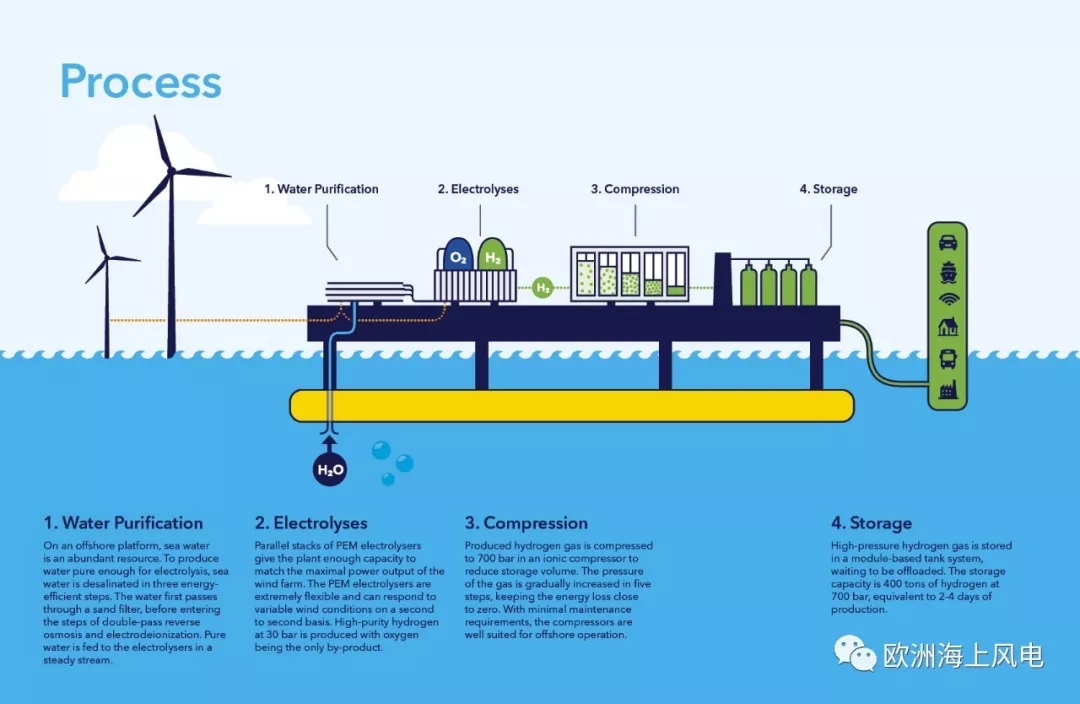 Process
1. Water Purification
2. Electrolyses
3. Compression
4. Storage
O₂
H₂
H₂
H₂O
1. Water Purification
On an offshore platform, sea water
is an abundant resource. To produce
water pure enough for electrolysis, sea
water is desalinated in three energy-
efficient steps. The water first passes
through a sand filter, before entering
the steps of double-pass reverse
osmosis and electrodeionization. Pure
water is fed to the electrolysers in a
steady stream.
2. Electrolyses
Parallel stacks of PEM electrolysers
give the plant enough capacity to
match the maximal power output of the
wind farm. The PEM electrolysers are
extremely flexible and can respond to
variable wind conditions on a second
to second basis. High-purity hydrogen
at 30 bar is produced with oxygen
being the only by-product.
3. Compression
Produced hydrogen gas is compressed
to 700 bar in an ionic compressor to
reduce storage volume. The pressure
of the gas is gradually increased in five
steps, keeping the energy loss close
to zero. With minimal maintenance
requirements, the compressors are
well suited for offshore operation.
4. Storage
High-pressure hydrogen gas is stored
in a module-based tank system,
waiting to be offloaded. The storage
capacity is 400 tons of hydrogen at
700 bar, equivalent to 2-4 days of
production.
欧洲海上风电